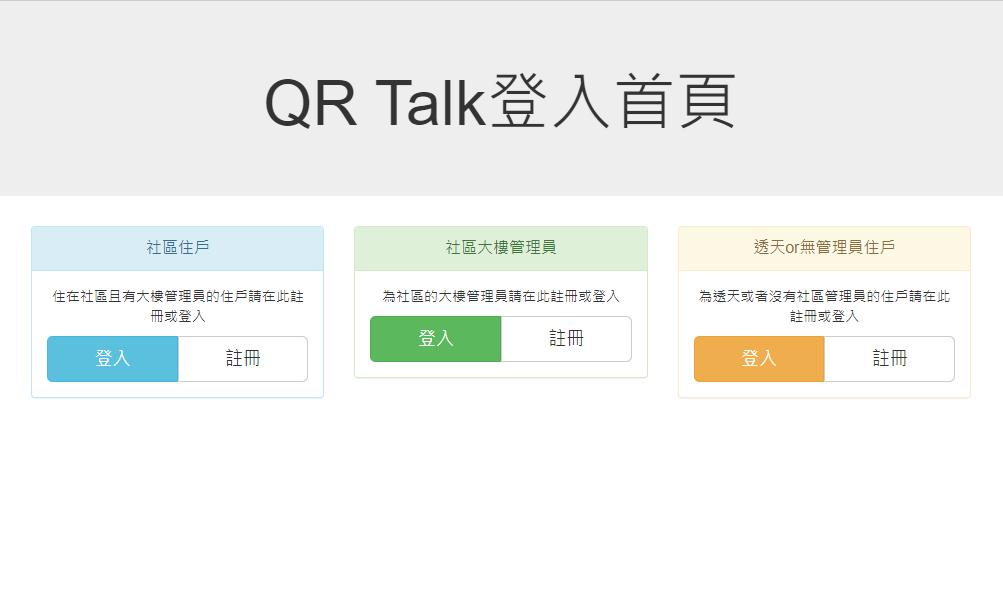 QR Talk登入首頁
社區住戶
住在社區且有大樓管理員的住戶請在此註
冊或登入
登入
註冊
社區大樓管理員
為社區的大樓管理員請在此註冊或登入
登入
註冊
透天or無管理員住戶
為透天或者沒有社區管理員的住戶請在此
註冊或登入
登入
註冊